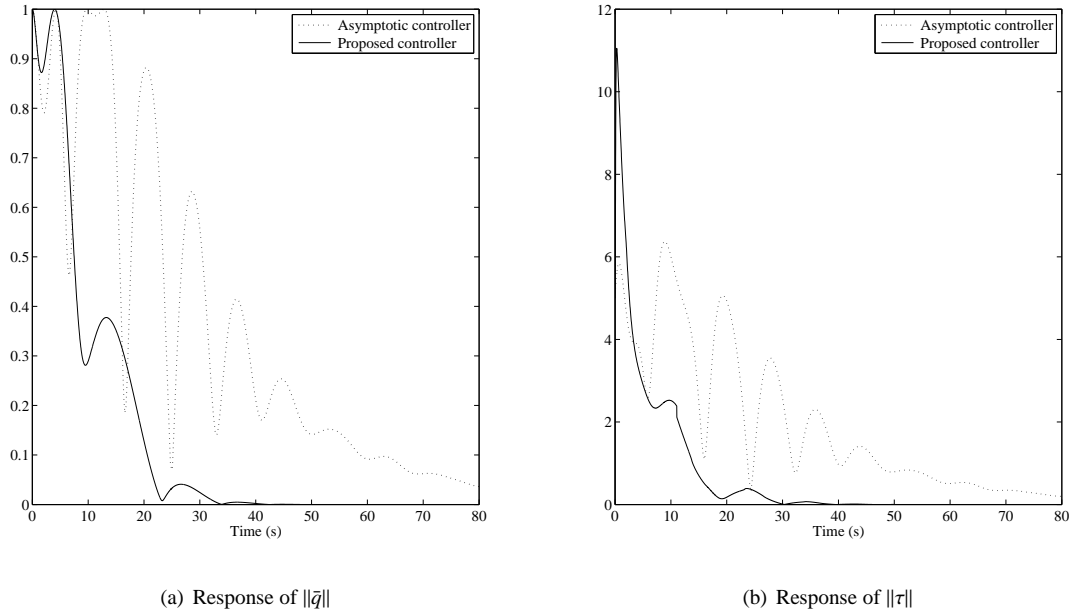 1
0.9
0.8
0.7
0.6
0.5
0.4
0.3
0.2
0.1
0
0 10 20 30 40 50 60 70 80
Time (s)
Asymptotic controller
Proposed controller
(a) Response of ||q̄||
12
10
8
6
4
2
0
0 10 20 30 40 50 60 70 80
Time (s)
Asymptotic controller
Proposed controller
(b) Response of ||τ||